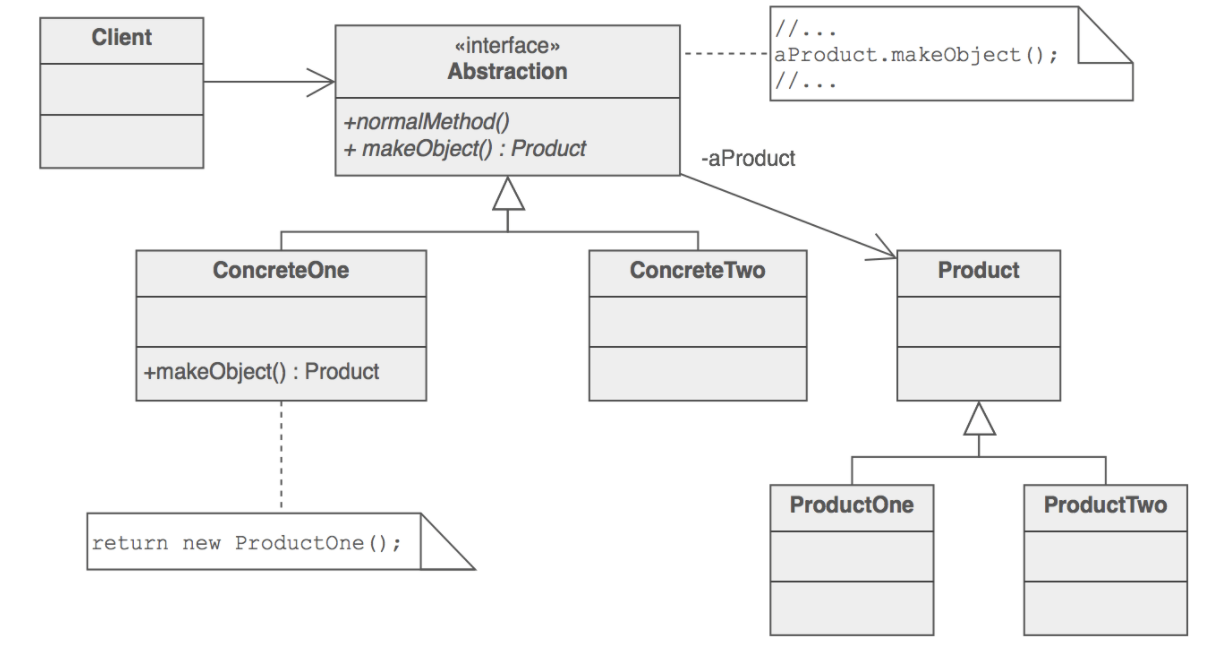 Client
«interface»
Abstraction
+normalMethod()
+ makeObject() : Product
//...
aProduct.makeObject();
//...
-aProduct
ConcreteOne
+makeObject() : Product
ConcreteTwo
Product
return new ProductOne();
ProductOne
ProductTwo